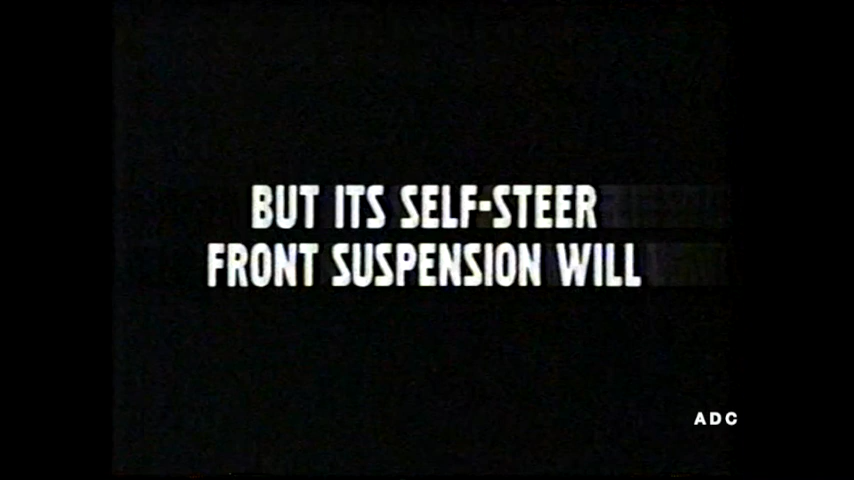 BUT ITS SELF-STEER
FRONT SUSPENSION WILL
ADC